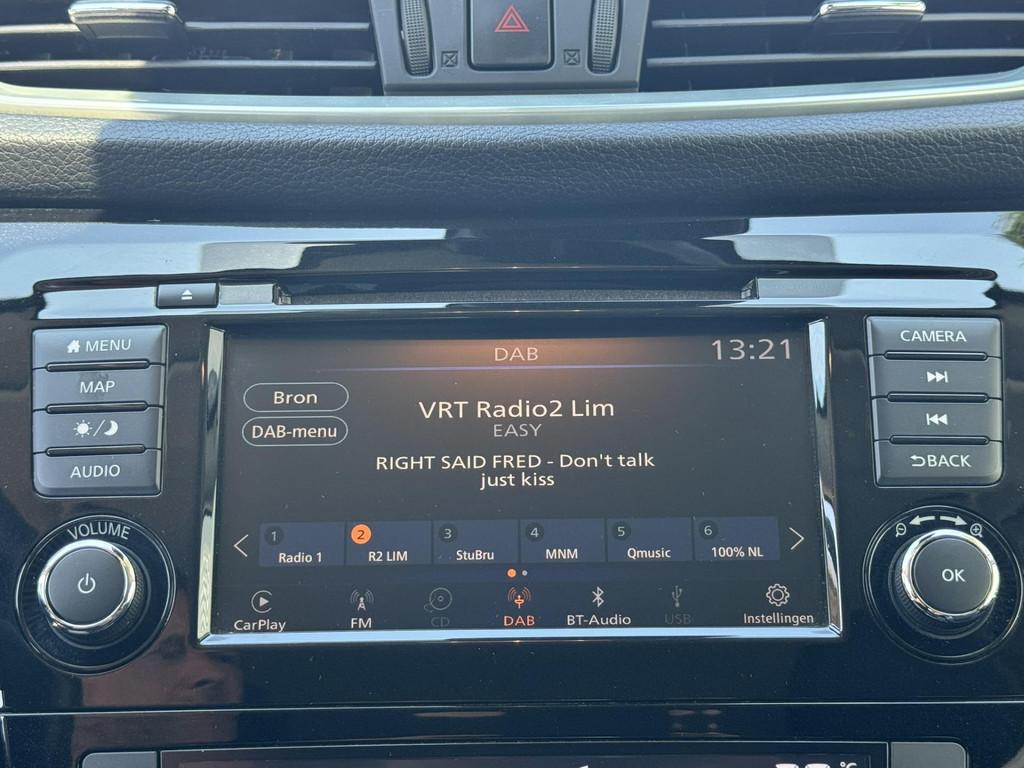 MENU
MAP
AUDIO
VOLUME
DAB
13:21
Bron
DAB-menu
VRT Radio2 Lim
EASY
RIGHT SAID FRED - Don't talk
just kiss
1
Radio 1
2
R2 LIM
3
StuBru
4
MNM
5
Qmusic
6
100% NL
CarPlay
FM
CD
DAB
BT-Audio
USB
Instellingen
CAMERA
BACK
OK
°C